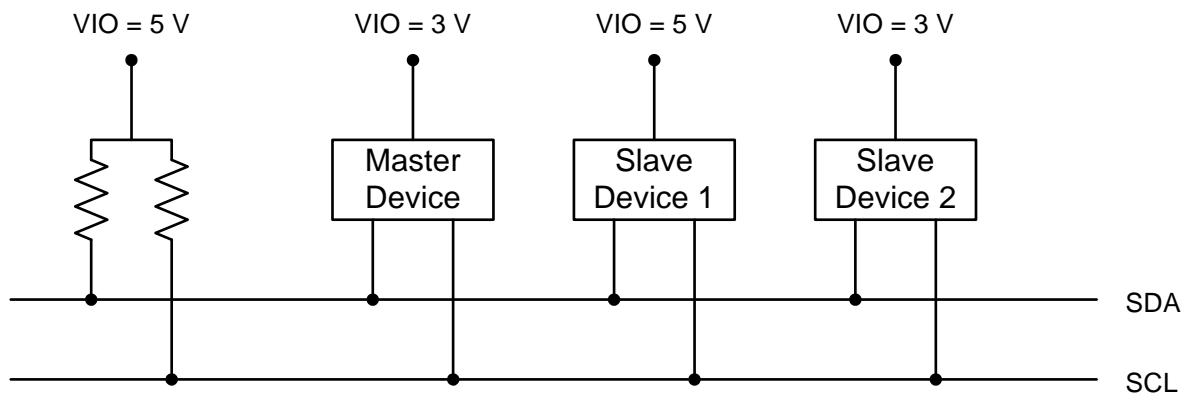 VIO = 5 V
VIO = 3 V
VIO = 5 V
VIO = 3 V
Master
Device
Slave
Device 1
Slave
Device 2
SDA
SCL